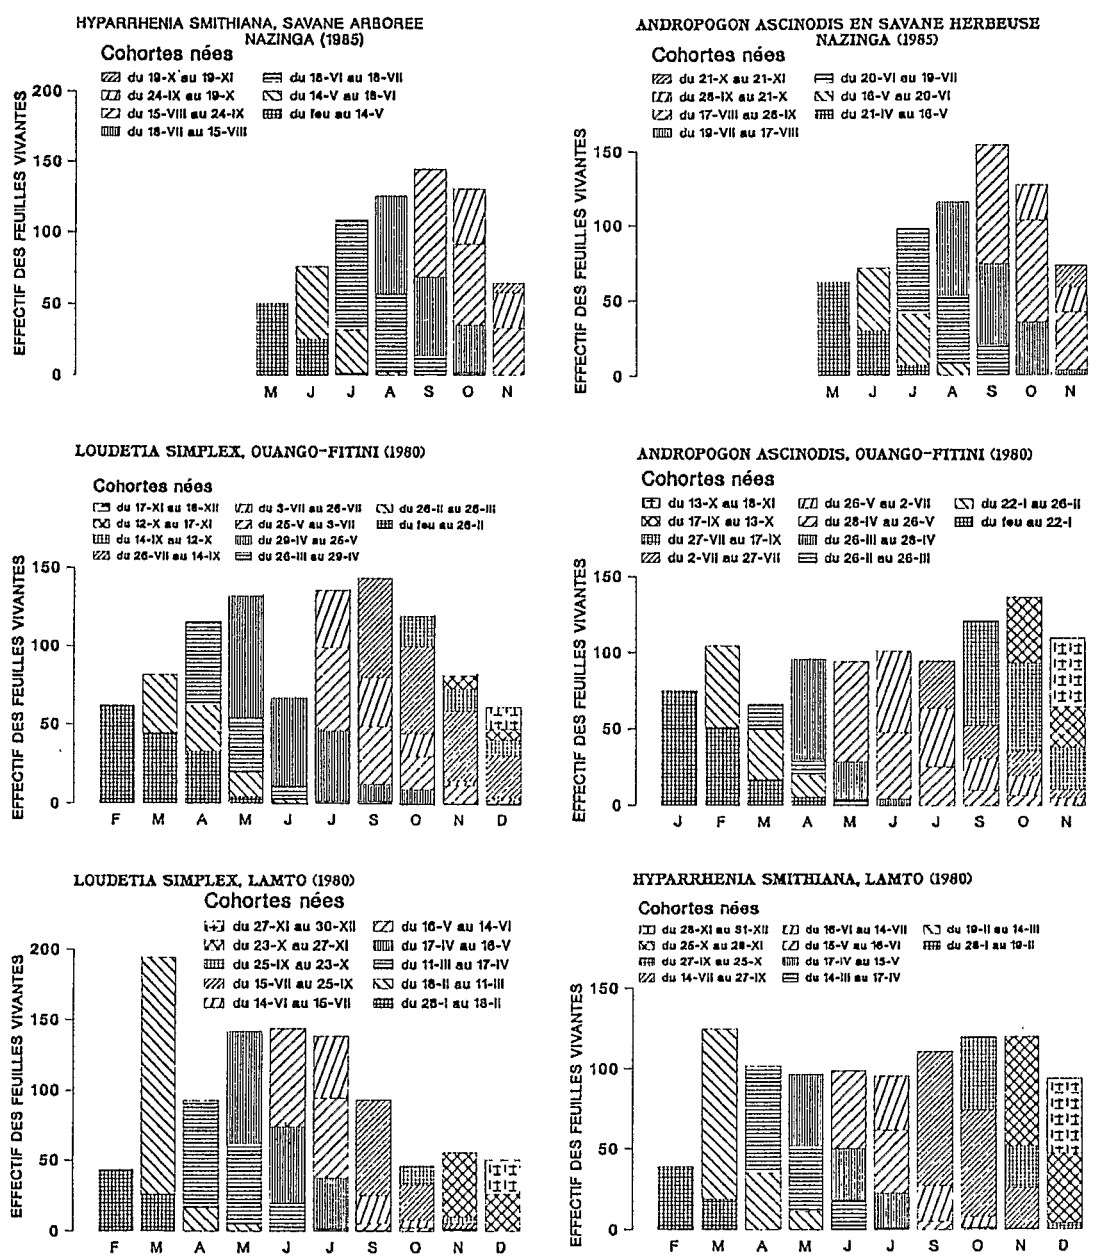 HYPARRHENIA SMITHIANA, SAVANE ARBOREE
NAZINGA (1985)
Cohortes nées
du 19-X au 19-XI
du 24-IX au 19-X
du 15-VIII au 24-IX
du 18-VII au 15-VIII
du 18-VI au 18-VII
du 14-V au 18-VI
du feu au 14-V
EFFECTIF DES FEUILLES VIVANTES
200
150
100
50
0
M J J A S O N
ANDROPOGON ASCINODIS EN SAVANE HERBEUSE
NAZINGA (1985)
Cohortes nées
du 21-X au 21-XI
du 28-IX au 21-X
du 17-VIII au 28-IX
du 19-VII au 17-VIII
du 20-VI au 19-VII
du 16-V au 20-VI
du 21-IV au 16-V
EFFECTIF DES FEUILLES VIVANTES
150
100
50
0
M J J A S O N
LOUDETIA SIMPLEX, OUANGO-FITINI (1980)
Cohortes nées
du 17-XI au 16-XII
du 12-X au 17-XI
du 14-IX au 12-X
du 26-VII au 14-IX
du 3-VII au 26-VII
du 25-V au 3-VII
du 29-IV au 25-V
du 26-III au 29-IV
du 26-II au 26-III
du feu au 26-II
EFFECTIF DES FEUILLES VIVANTES
150
100
50
0
F M A M J J S O N D
ANDROPOGON ASCINODIS, OUANGO-FITINI (1980)
Cohortes nées
du 13-X au 18-XI
du 17-IX au 13-X
du 27-VII au 17-IX
du 2-VII au 27-VII
du 26-V au 2-VII
du 28-IV au 26-V
du 26-III au 28-IV
du 26-II au 26-III
du 22-I au 26-II
du feu au 22-I
EFFECTIF DES FEUILLES VIVANTES
150
100
50
0
J F M A M J J S O N
LOUDETIA SIMPLEX, LAMTO (1980)
Cohortes nées
du 27-XI au 30-XII
du 23-X au 27-XI
du 25-IX au 23-X
du 15-VII au 25-IX
du 14-VI au 15-VII
du 16-V au 14-VI
du 17-IV au 16-V
du 11-III au 17-IV
du 18-II au 11-III
du 28-I au 18-II
EFFECTIF DES FEUILLES VIVANTES
200
150
100
50
0
F M A M J J S O N D
HYPARRHENIA SMITHIANA, LAMTO (1980)
Cohortes nées
du 28-XI au 31-XII
du 25-X au 28-XI
du 27-IX au 25-X
du 14-VII au 27-IX
du 16-VI au 14-VII
du 15-V au 16-VI
du 17-IV au 15-V
du 14-III au 17-IV
du 19-II au 14-III
du 28-I au 19-II
EFFECTIF DES FEUILLES VIVANTES
150
100
50
0
F M A M J J S O N D